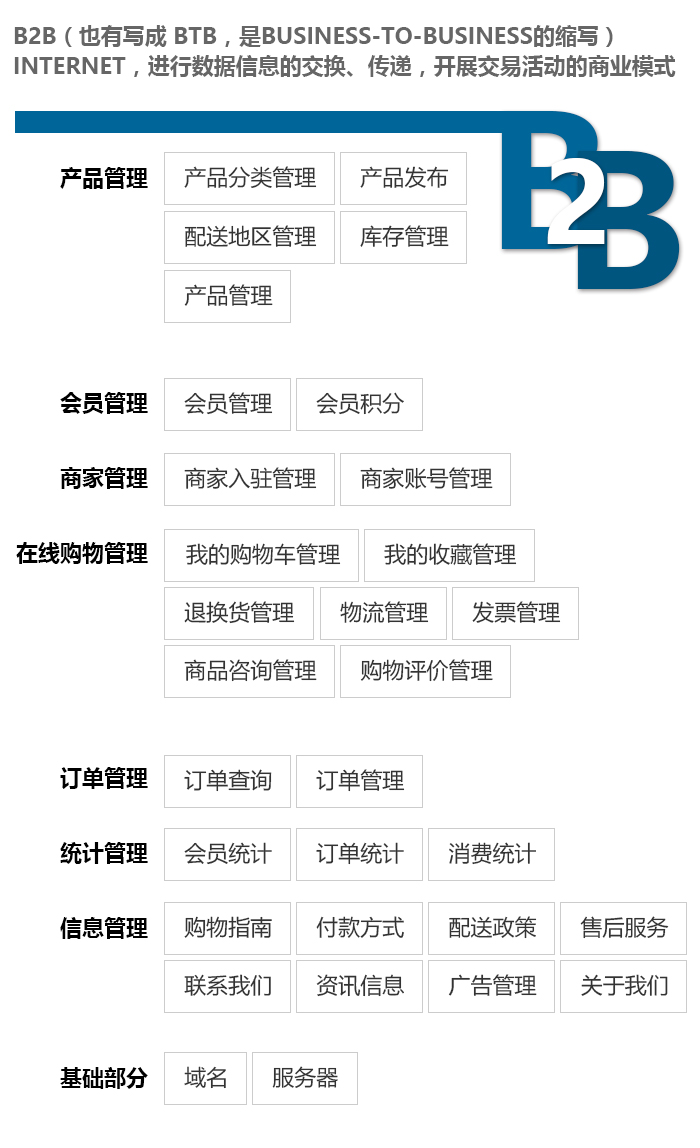 B2B（也有写成 BTB，是BUSINESS-TO-BUSINESS的缩写）
INTERNET，进行数据信息的交换、传递，开展交易活动的商业模式
B2B
产品管理 产品分类管理 产品发布
配送地区管理 库存管理
产品管理
会员管理 会员管理 会员积分
商家管理 商家入驻管理 商家账号管理
在线购物管理 我的购物车管理 我的收藏管理
退换货管理 物流管理 发票管理
商品咨询管理 购物评价管理
订单管理 订单查询 订单管理
统计管理 会员统计 订单统计 消费统计
信息管理 购物指南 付款方式 配送政策 售后服务
联系我们 资讯信息 广告管理 关于我们
基础部分 域名 服务器